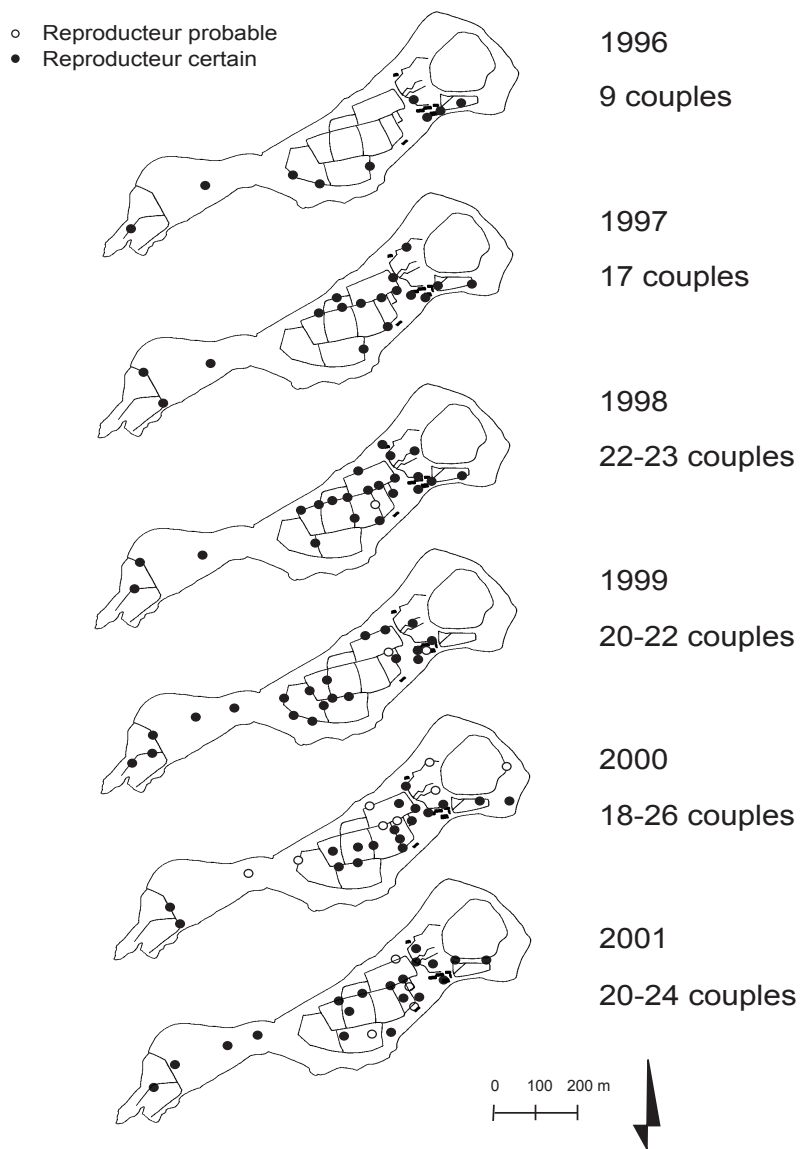 Reproducteur probable
Reproducteur certain
1996
9 couples
1997
17 couples
1998
22-23 couples
1999
20-22 couples
2000
18-26 couples
2001
20-24 couples
0 100 200 m